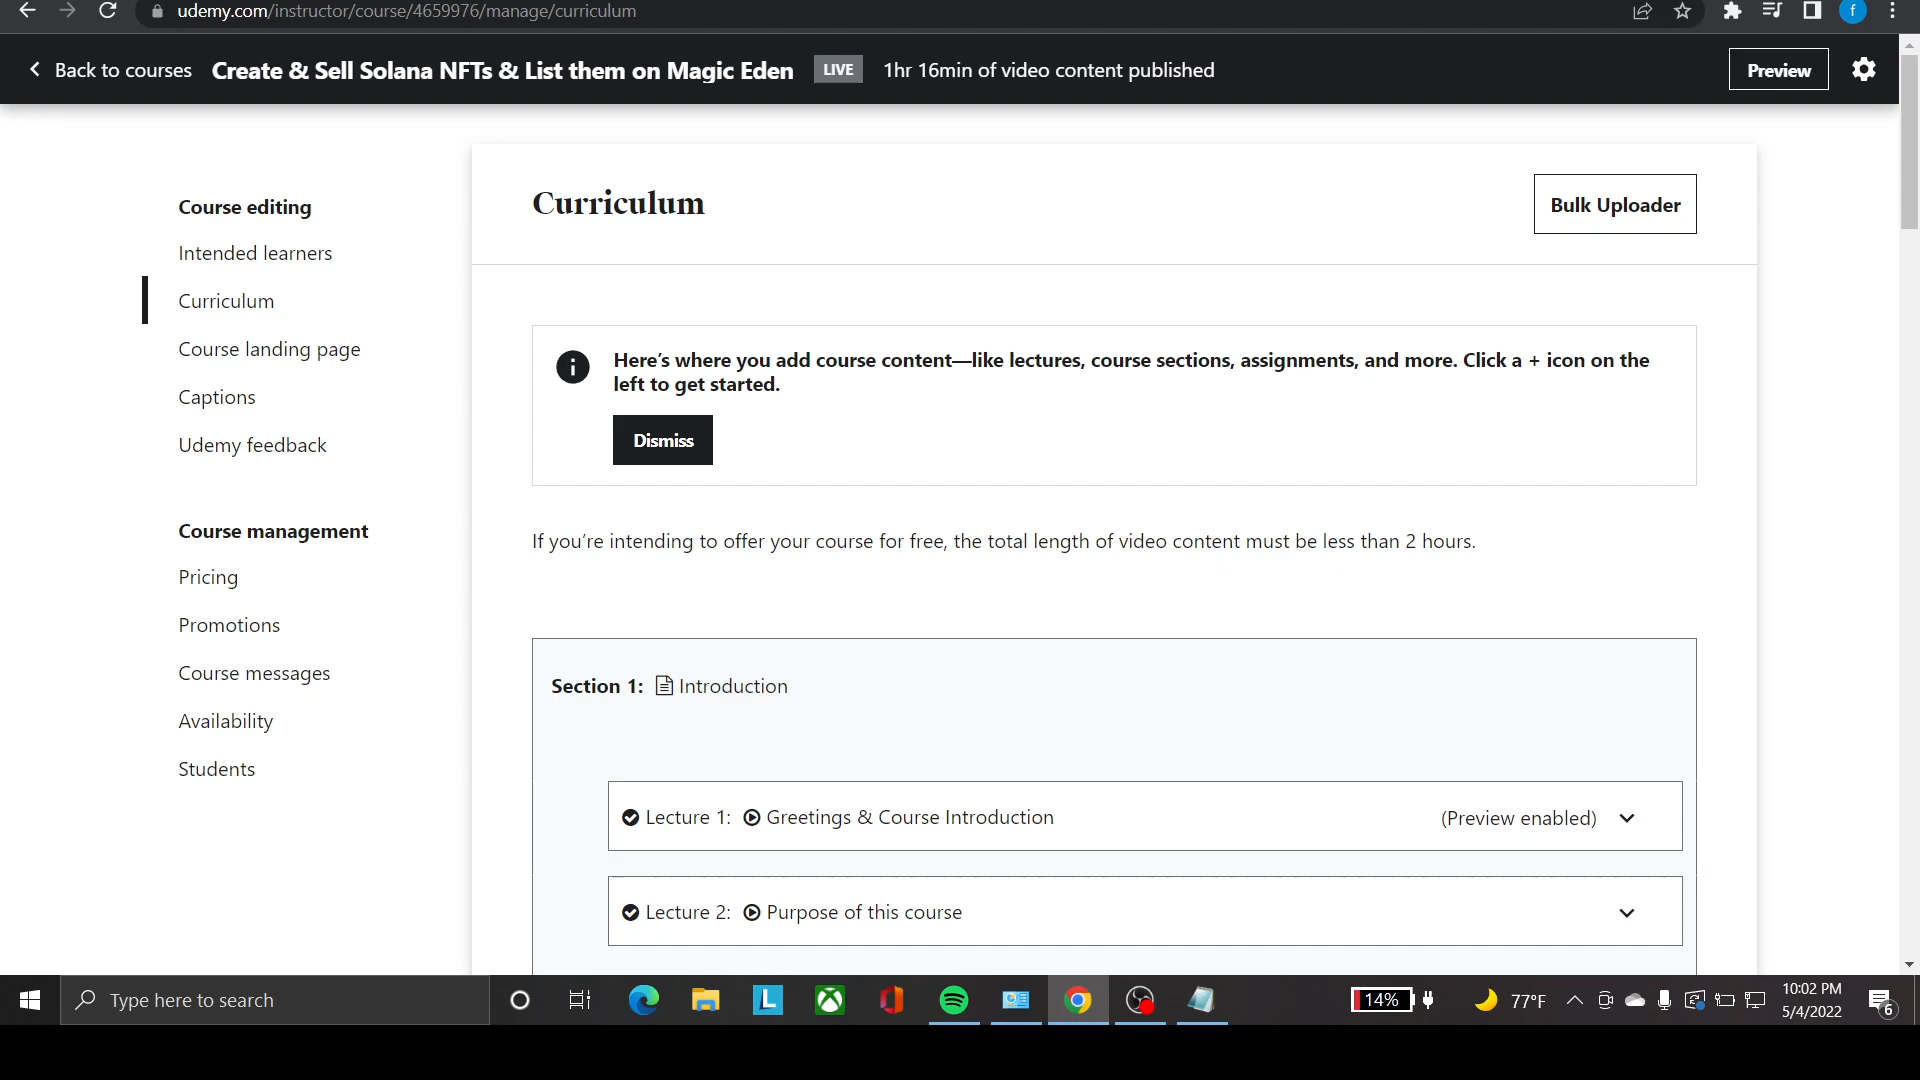 udemy.com/instructor/course/4659976/manage/curriculum
f
Back to courses Create & Sell Solana NFTs & List them on Magic Eden LIVE 1hr 16min of video content published Preview
Course editing
Intended learners
Curriculum
Course landing page
Captions
Udemy feedback
Course management
Pricing
Promotions
Course messages
Availability
Students
Curriculum
Bulk Uploader
Here’s where you add course content—like lectures, course sections, assignments, and more. Click a + icon on the
left to get started.
Dismiss
If you’re intending to offer your course for free, the total length of video content must be less than 2 hours.
Section 1: Introduction
Lecture 1: Greetings & Course Introduction (Preview enabled)
Lecture 2: Purpose of this course
Type here to search
L
14%
77°F
10:02 PM
5/4/2022
6